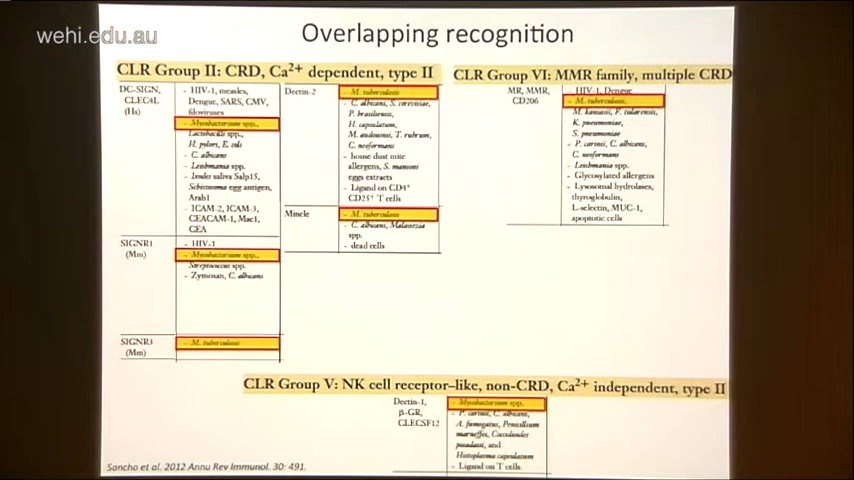 wehi.edu.au
Overlapping recognition
CLR Group II: CRD, Ca2+ dependent, type II
DC-SIGN,
CLEC4L
(Hs)
- HIV-1, measles,
Dengue, SARS, CMV,
filoviruses
- Mycobacterium spp.,
Lactobacilli spp.,
H. pylori, E. coli
- C. albicans
- Leishmania spp.
- Ixodes saliva Salp15,
Schistosoma egg antigen,
Arah1
- ICAM-2, ICAM-3,
CEACAM-1, Mac1,
CEA
SIGNR1
(Mm)
- HIV-1
- Mycobacterium spp.,
Streptococcus spp.
- Zymosan, C. albicans
SIGNR3
(Mm)
- M. tuberculosis
Dectin-2
- M. tuberculosis
- C. albicans, S. cerevisiae,
P. brasiliensis,
H. capsulatum,
M. audouinii, T. rubrum,
C. neoformans
- house dust mite
allergens, S. mansoni
eggs extracts
- Ligand on CD4+
CD25+ T cells
Mincle
- M. tuberculosis
- C. albicans, Malassezia
spp.
- dead cells
CLR Group VI: MMR family, multiple CRD
MR, MMR,
CD206
- HIV-1, Dengue
- M. tuberculosis,
M. kansasii, F. tularensis,
K. pneumoniae,
S. pneumoniae
- P. carinii, C. albicans,
C. neoformans
- Leishmania spp.
- Glycosylated allergens
- Lysosomal hydrolases,
thyroglobulin,
L-selectin, MUC-1,
apoptotic cells
CLR Group V: NK cell receptor–like, non-CRD, Ca2+ independent, type II
Dectin-1,
β-GR,
CLECSF12
- Mycobacterium spp.
- P. carinii, C. albicans,
A. fumigatus, Penicillium
marneffei, Coccidioides
posadasii, and
Histoplasma capsulatum
- Ligand on T cells
Sancho et al. 2012 Annu Rev Immunol. 30: 491.